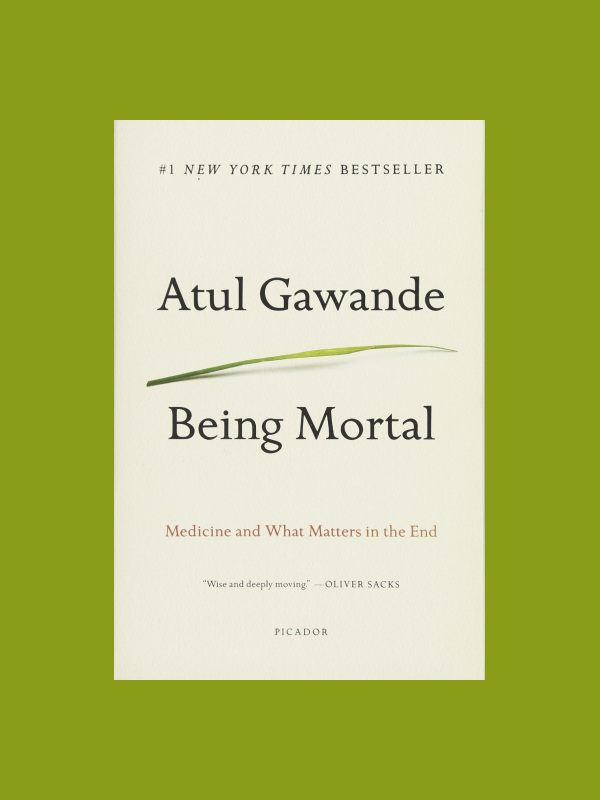 #1 NEW YORK TIMES BESTSELLER
Atul Gawande
Being Mortal
Medicine and What Matters in the End
“Wise and deeply moving.” —OLIVER SACKS
PICADOR